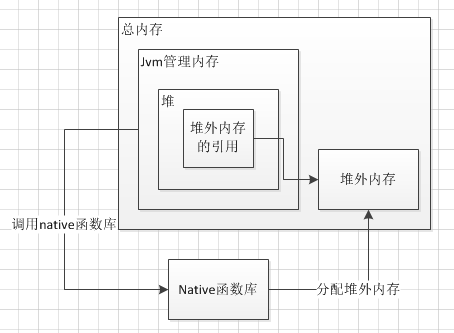 总内存
Jvm管理内存
堆
堆外内存
的引用
堆外内存
调用native函数库
Native函数库
分配堆外内存